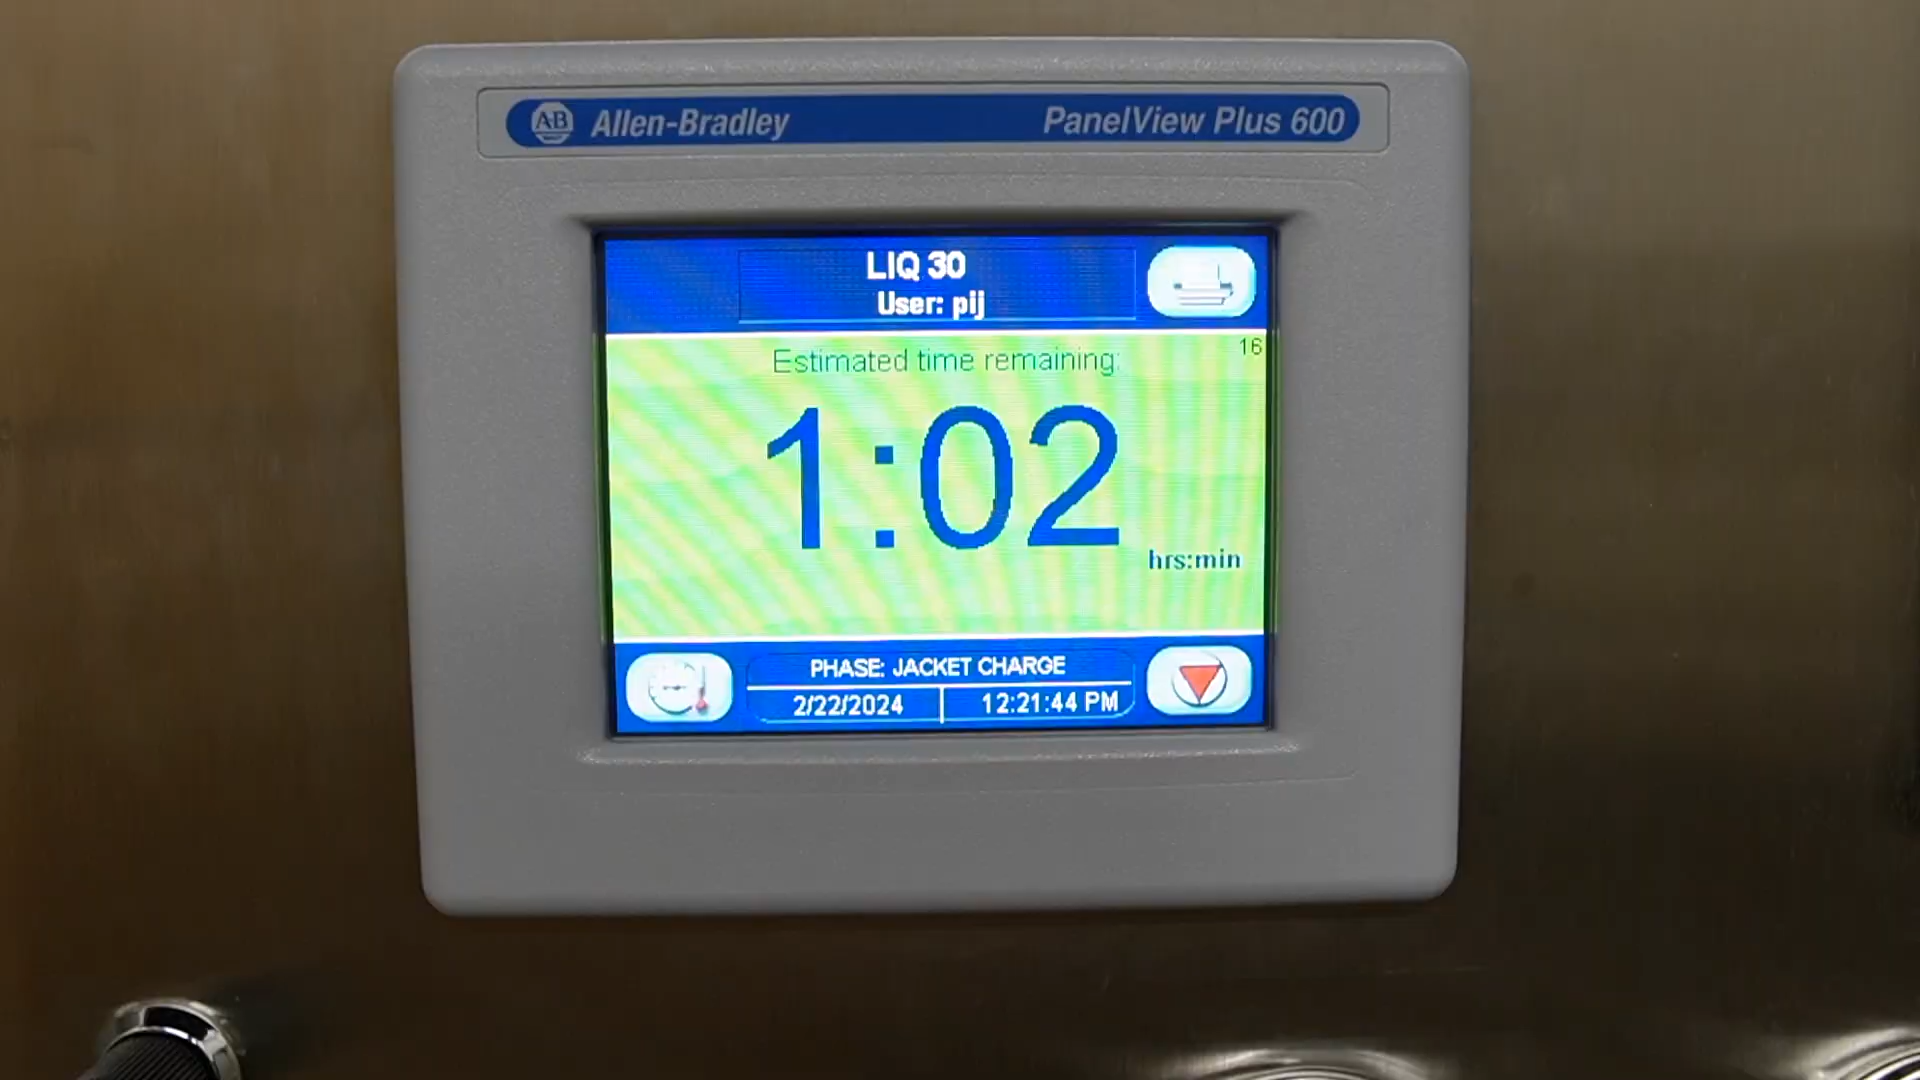 AB Allen-Bradley PanelView Plus 600
LIQ 30
User: pij
16
Estimated time remaining:
1:02
hrs:min
PHASE: JACKET CHARGE
2/22/2024 12:21:44 PM